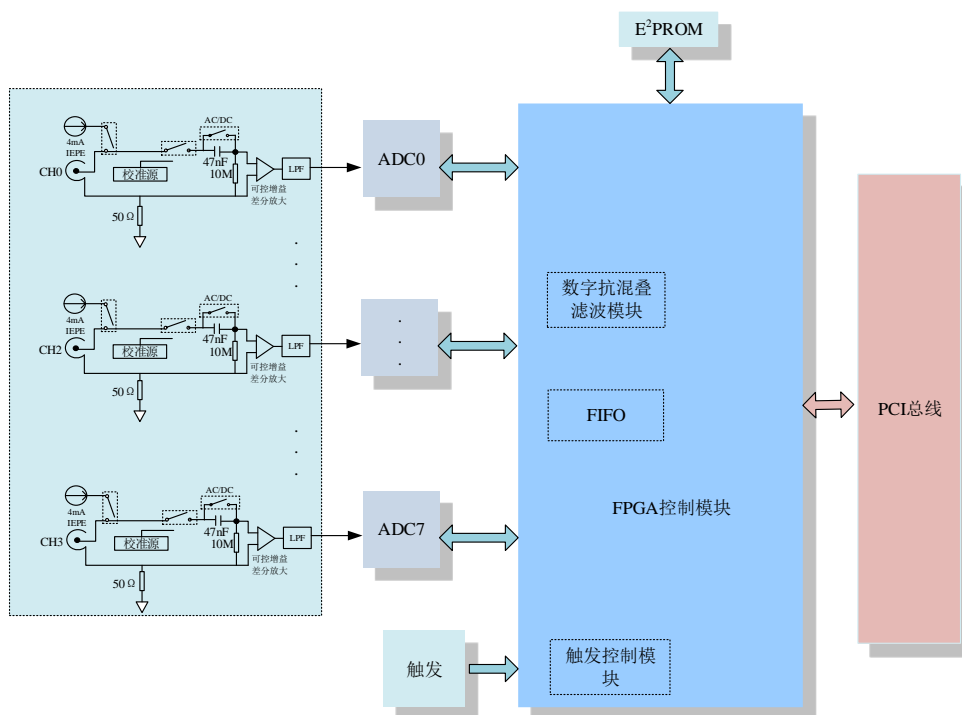 E²PROM
AC/DC
4mA
IEPE
CH0
校准源
47nF
10M
可控增益
差分放大
LPF
50Ω
ADC0
AC/DC
4mA
IEPE
CH2
校准源
47nF
10M
可控增益
差分放大
LPF
50Ω
AC/DC
4mA
IEPE
CH3
校准源
47nF
10M
可控增益
差分放大
LPF
50Ω
ADC7
触发
数字抗混叠
滤波模块
FIFO
FPGA控制模块
触发控制模
块
PCI总线